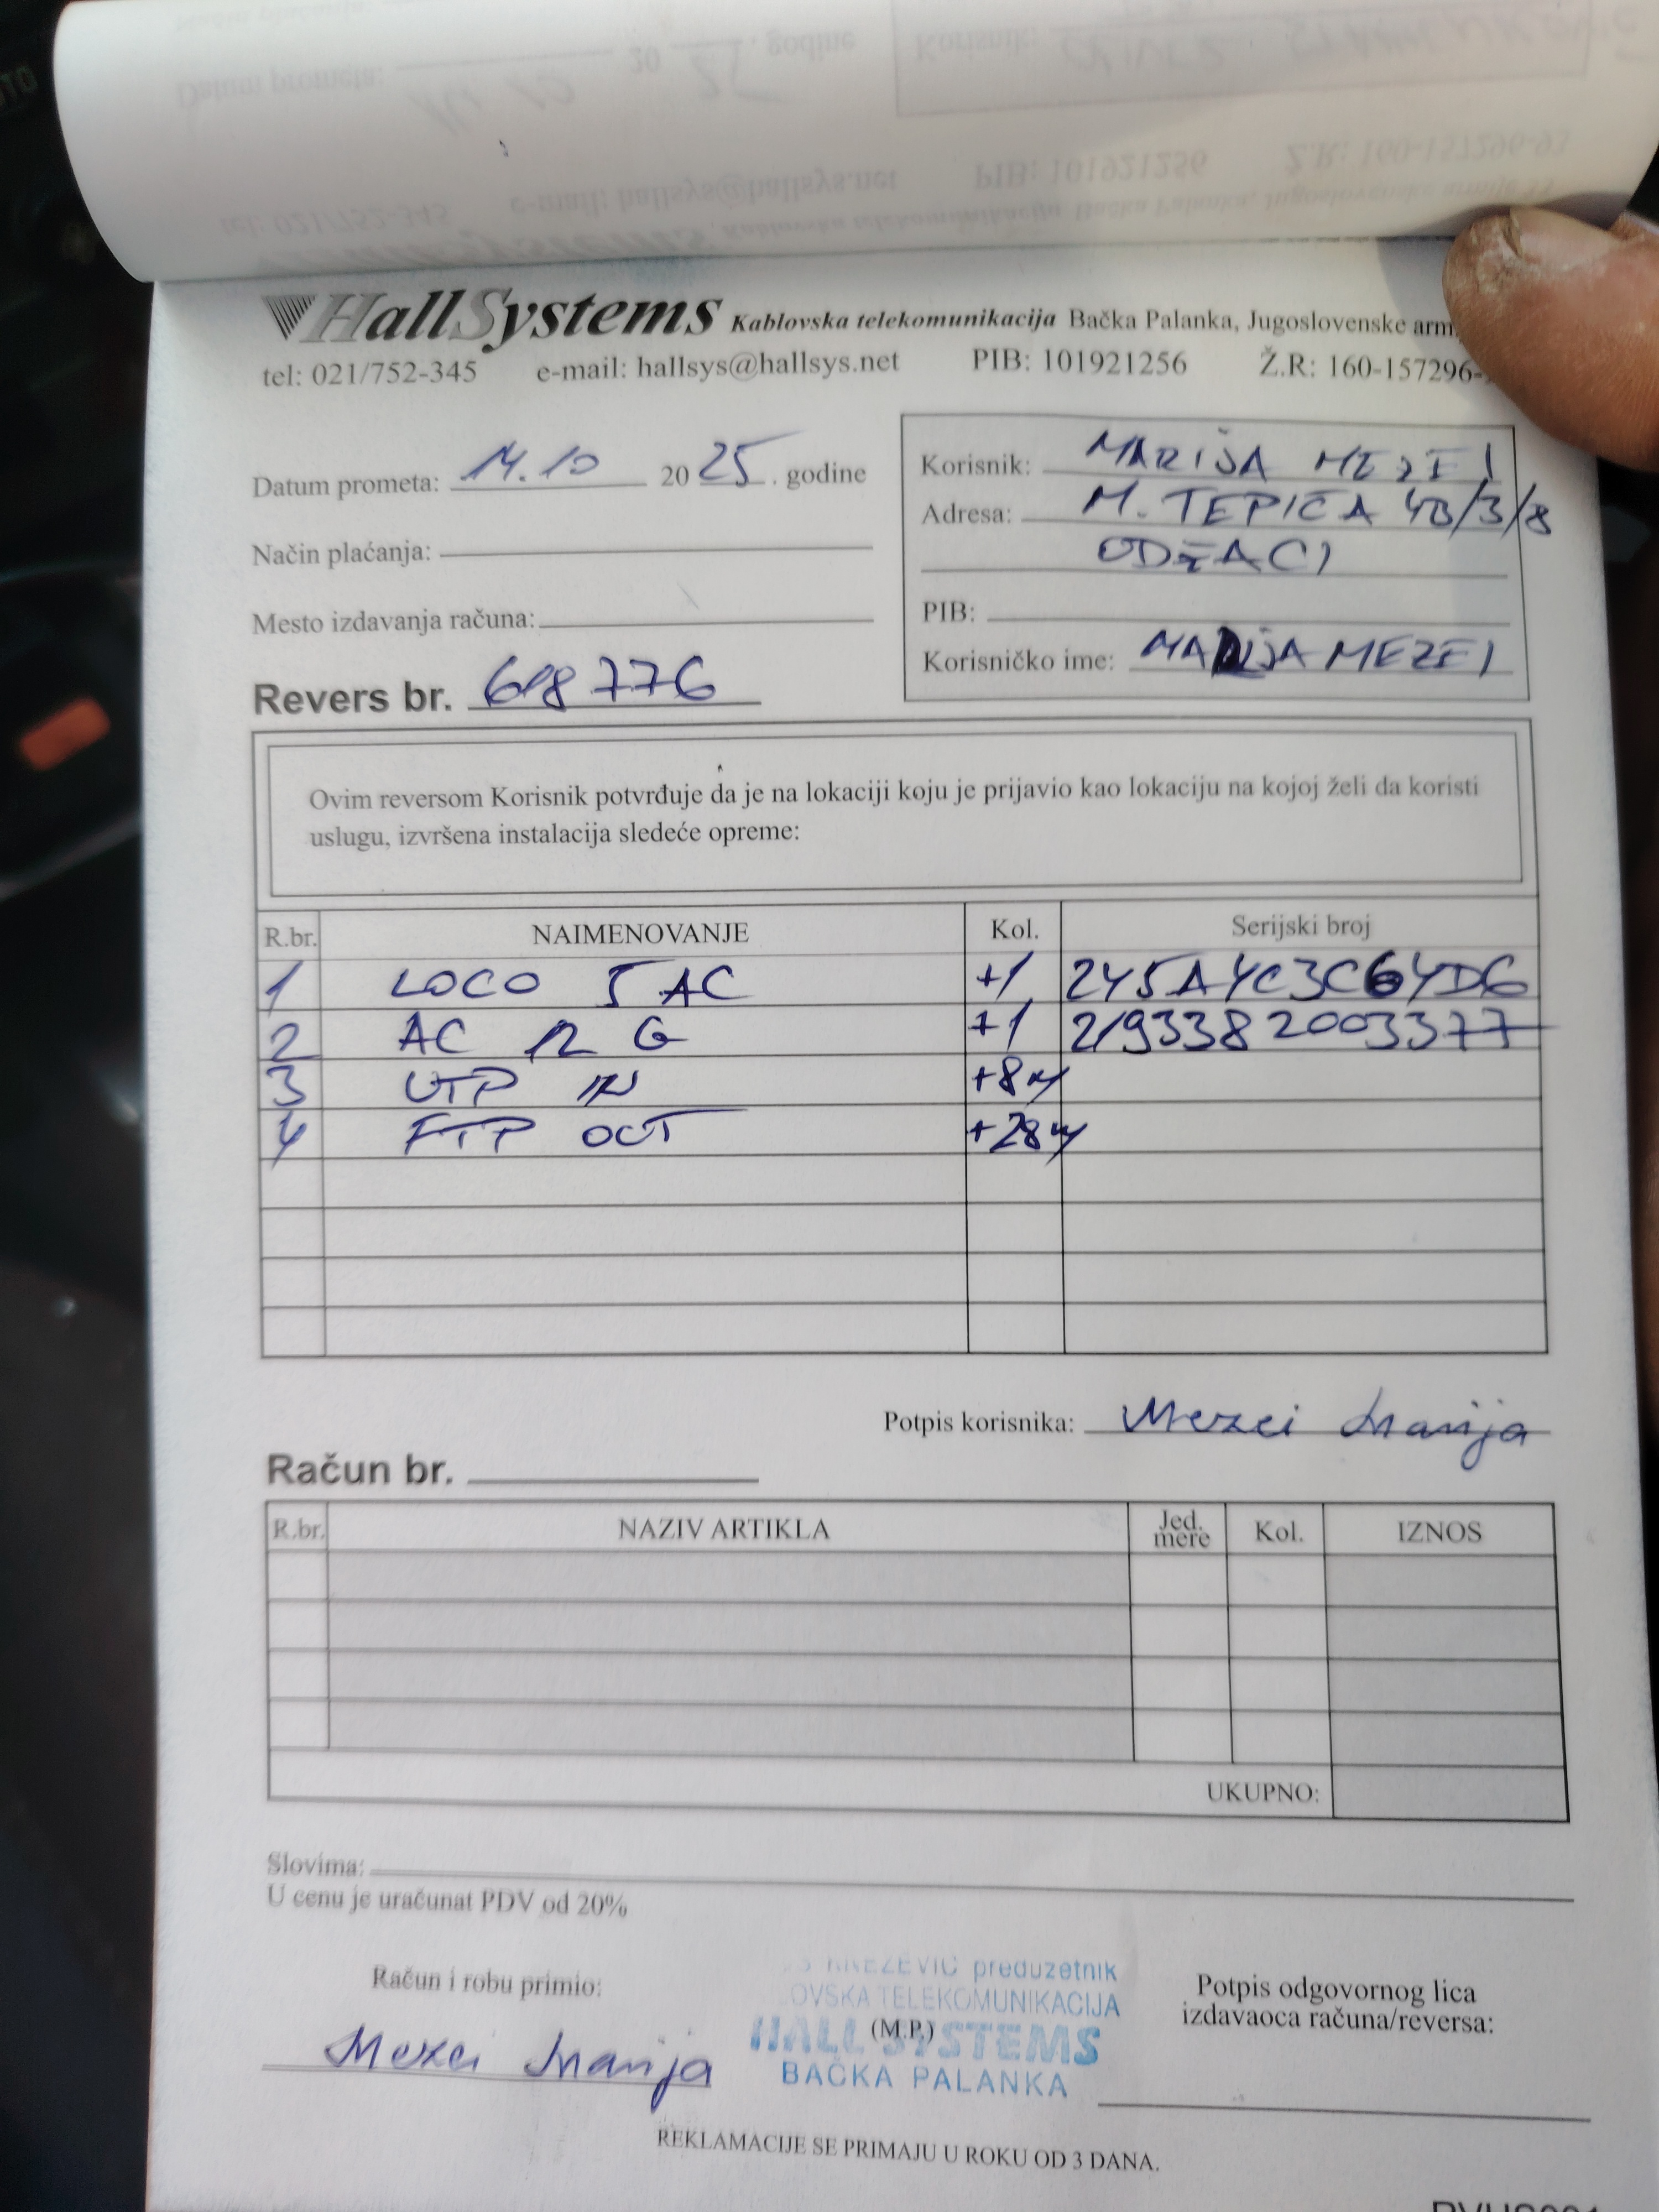 HallSystems Kablovska telekomunikacija Bačka Palanka, Jugoslovenske arm
tel: 021/752-345 e-mail: hallsys@hallsys.net PIB: 101921256 Ž.R: 160-157296-
Datum prometa: 14.10 2025. godine
Način plaćanja:
Mesto izdavanja računa:
Revers br. 618776
Korisnik: MARIJA MEZEI
Adresa: M. TEPIĆA 4B/3/8
ODŽACI
PIB:
Korisničko ime: MARIJA MEZEI
Ovim reversom Korisnik potvrđuje da je na lokaciji koju je prijavio kao lokaciju na kojoj želi da koristi
uslugu, izvršena instalacija sledeće opreme:
R.br. NAIMENOVANJE Kol. Serijski broj
1 LOCO 5 AC +1 245A4C3C64D6
2 AC 12 G +1 2193382003377
3 UTP IN +8m
4 FTP OUT +28m
Potpis korisnika: Mezei Marija
Račun br.
R.br. NAZIV ARTIKLA Jed. mere Kol. IZNOS
UKUPNO:
Slovima:
U cenu je uračunat PDV od 20%
Račun i robu primio:
Mezei Marija
KNEŽEVIĆ preduzetnik
OVSKA TELEKOMUNIKACIJA
(M.P.)
HALL SYSTEMS
BAČKA PALANKA
Potpis odgovornog lica
izdavaoca računa/reversa:
REKLAMACIJE SE PRIMAJU U ROKU OD 3 DANA.